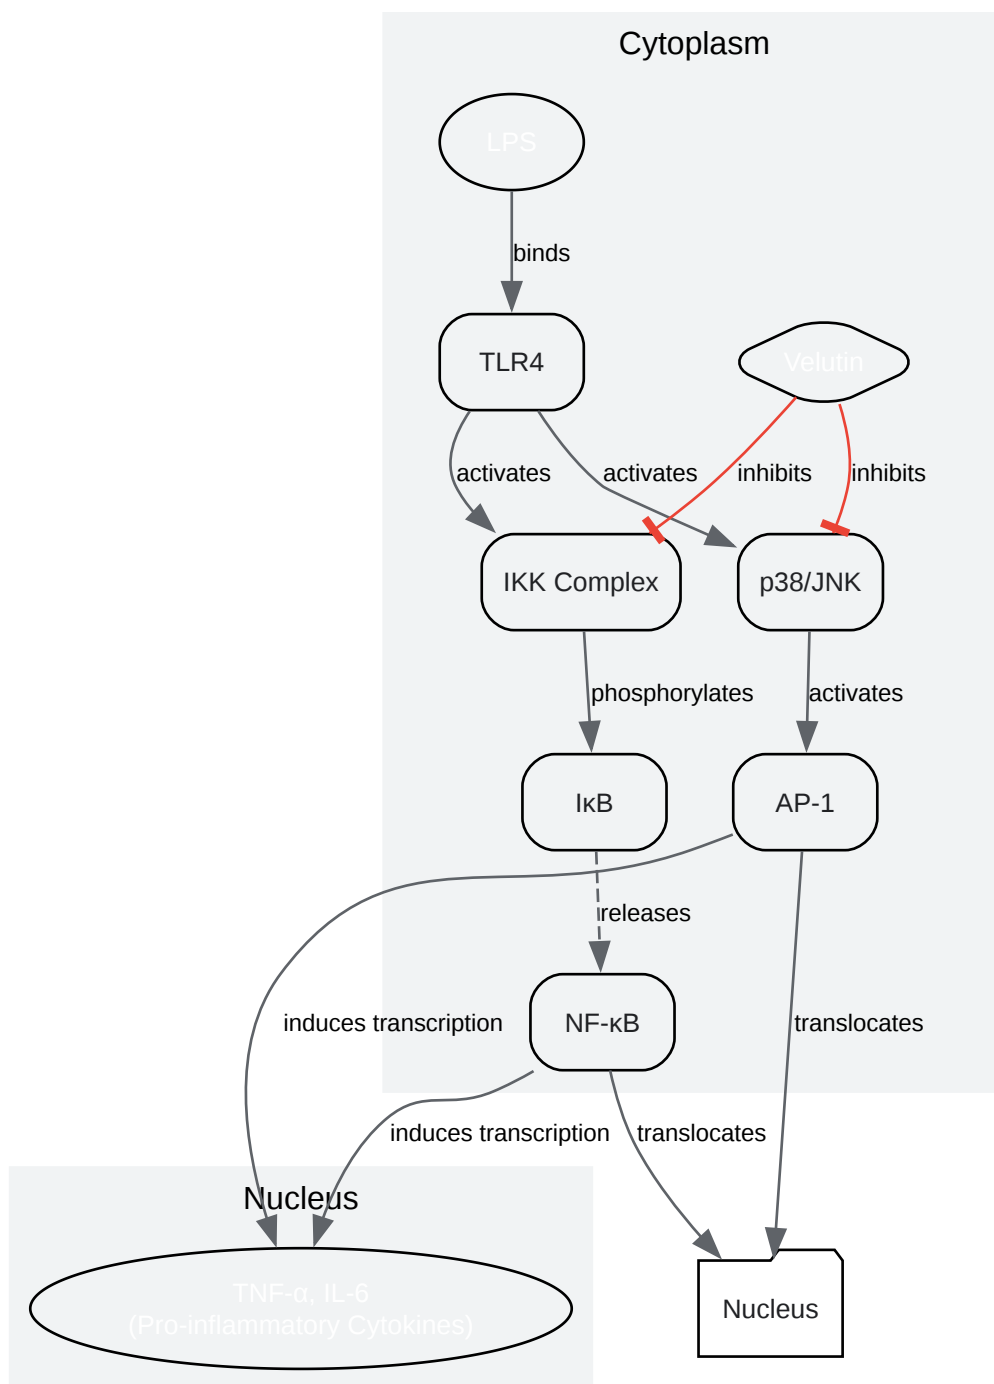 Cytoplasm
LPS
binds
TLR4
Velutin
activates
activates
inhibits
inhibits
IKK Complex
p38/JNK
phosphorylates
activates
IκB
AP-1
releases
induces transcription
NF-κB
translocates
induces transcription
translocates
Nucleus
TNF-α, IL-6
(Pro-inflammatory Cytokines)
Nucleus